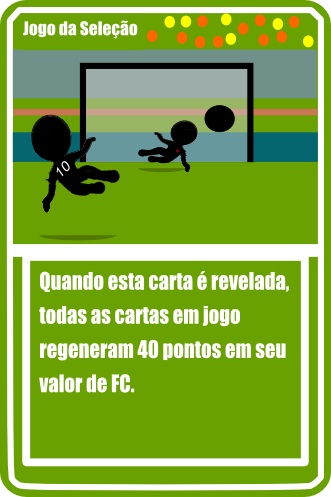 Jogo da Seleção
10
Quando esta carta é revelada,
todas as cartas em jogo
regeneram 40 pontos em seu
valor de FC.